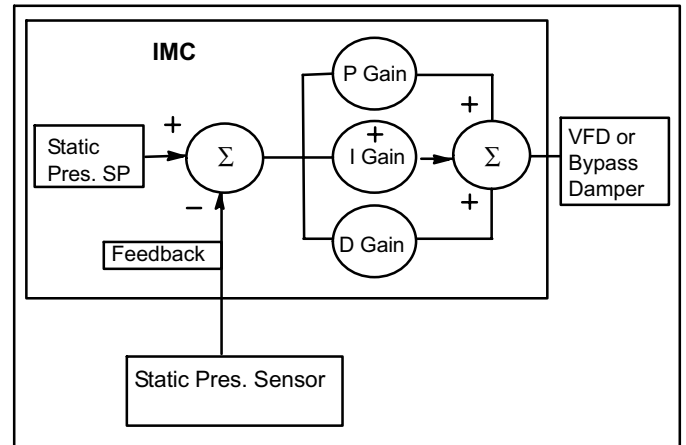 IMC
P Gain
+
+
Static
Pres. SP
Σ
+
I Gain
Σ
VFD or
Bypass
Damper
−
+
Feedback
D Gain
Static Pres. Sensor